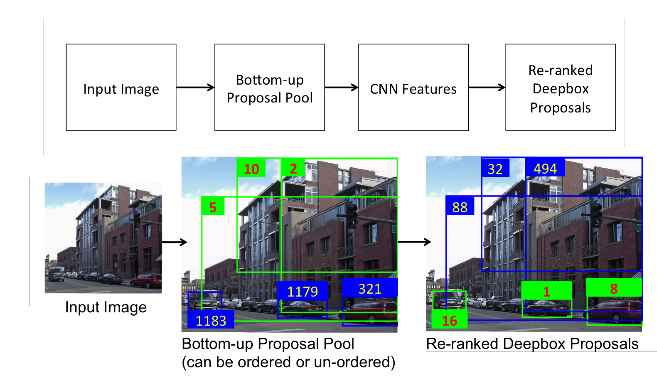 Input Image
Bottom-up
Proposal Pool
CNN Features
Re-ranked
Deepbox
Proposals
10
2
5
1179
321
1183
32
494
88
1
8
16
Input Image
Bottom-up Proposal Pool
(can be ordered or un-ordered)
Re-ranked Deepbox Proposals